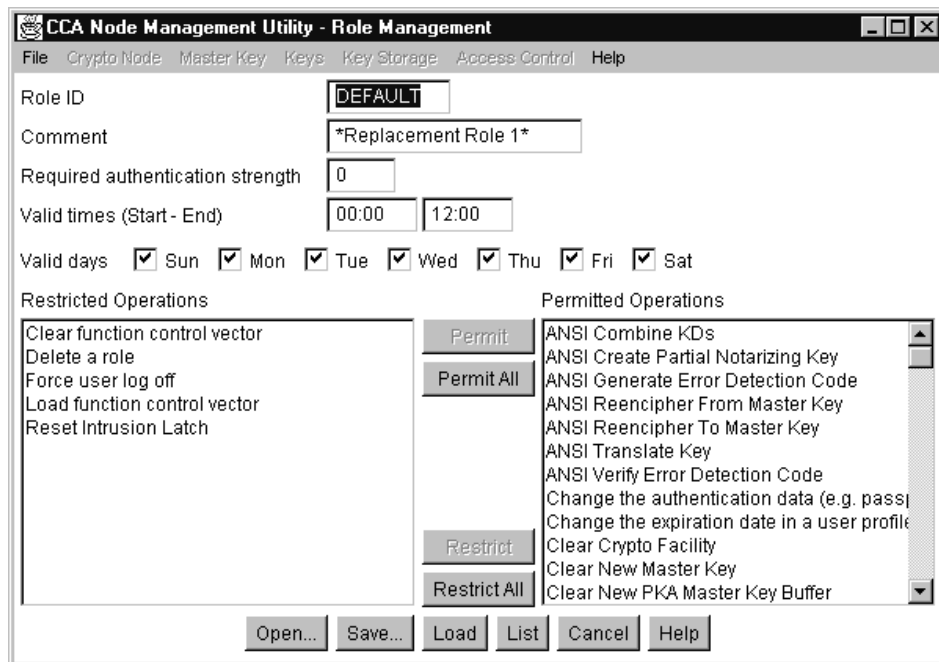 CCA Node Management Utility - Role Management
File Crypto Node Master Key Keys Key Storage Access Control Help
Role ID DEFAULT
Comment *Replacement Role 1*
Required authentication strength 0
Valid times (Start - End) 00:00 12:00
Valid days Sun Mon Tue Wed Thu Fri Sat
Restricted Operations
Clear function control vector
Delete a role
Force user log off
Load function control vector
Reset Intrusion Latch
Permit
Permit All
Restrict
Restrict All
Permitted Operations
ANSI Combine KDs
ANSI Create Partial Notarizing Key
ANSI Generate Error Detection Code
ANSI Reencipher From Master Key
ANSI Reencipher To Master Key
ANSI Translate Key
ANSI Verify Error Detection Code
Change the authentication data (e.g. pass
Change the expiration date in a user profile
Clear Crypto Facility
Clear New Master Key
Clear New PKA Master Key Buffer
Open... Save... Load List Cancel Help